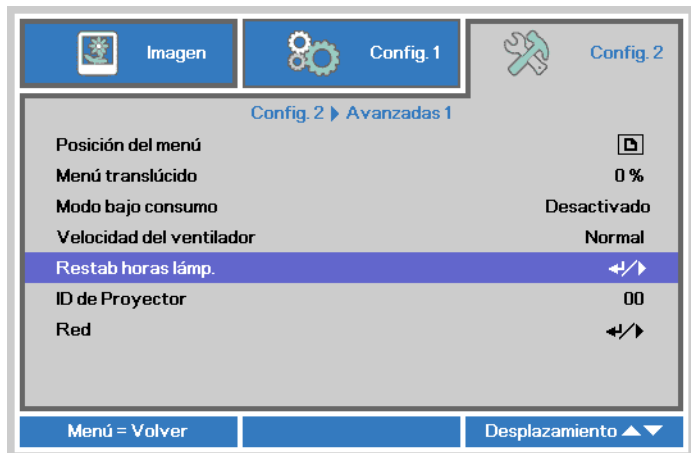 Imagen Config. 1 Config. 2
Config. 2 Avanzadas 1
Posición del menú
Menú translúcido 0 %
Modo bajo consumo Desactivado
Velocidad del ventilador Normal
Restab horas lámp.
ID de Proyector 00
Red
Menú = Volver Desplazamiento